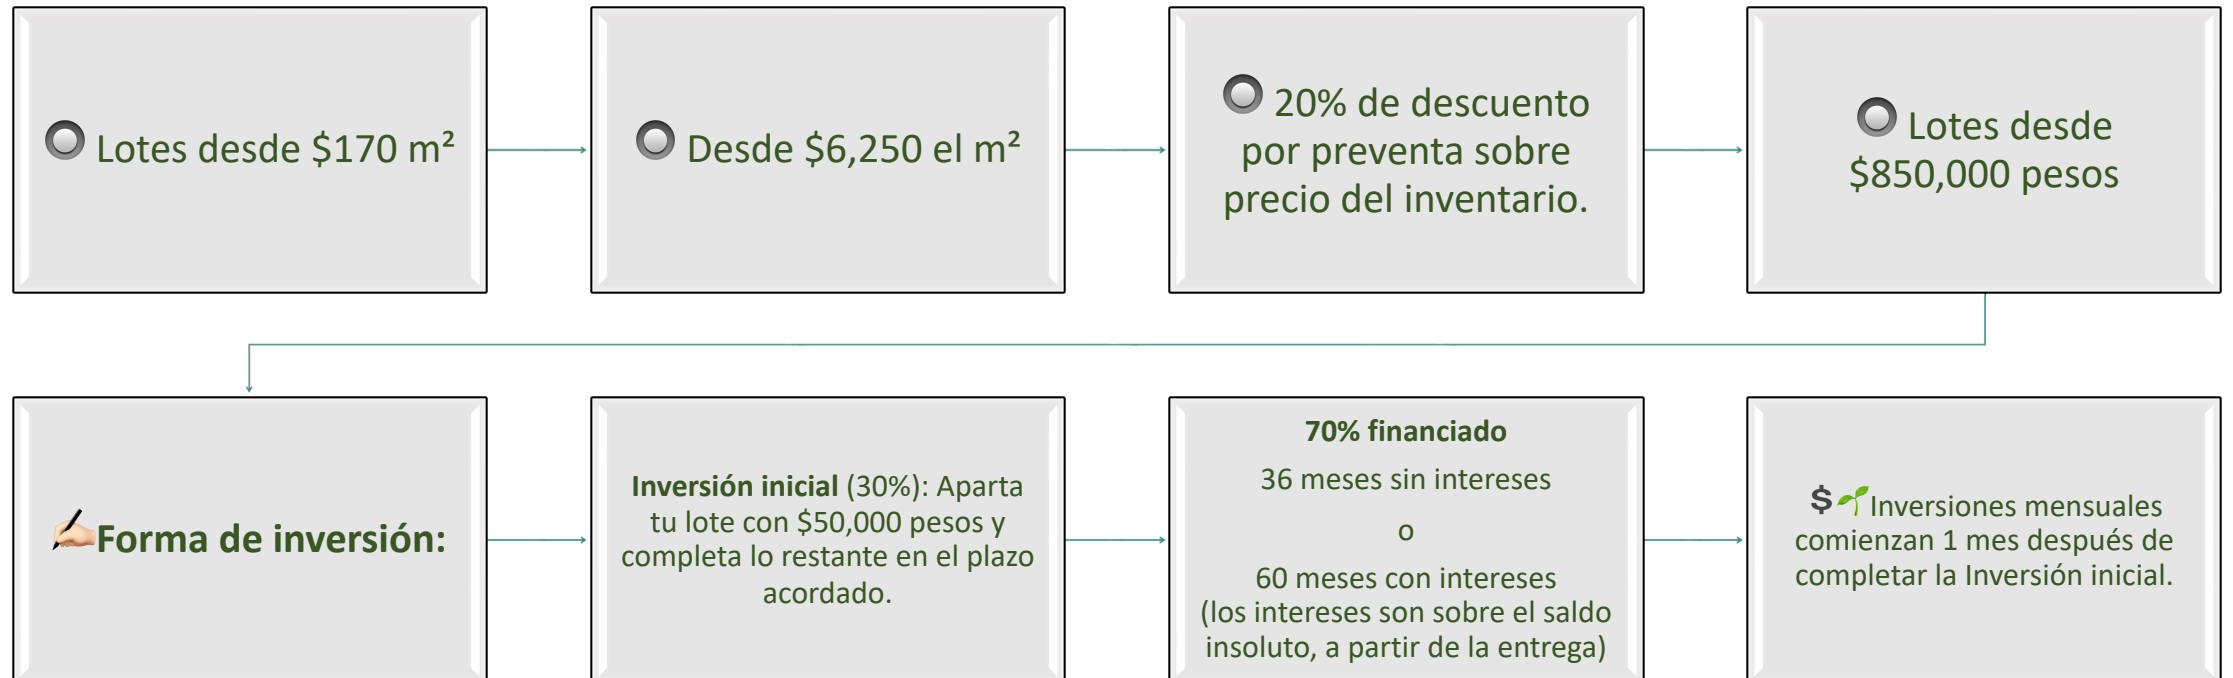 Lotes desde $170 m²
Desde $6,250 el m²
20% de descuento
por preventa sobre
precio del inventario.
Lotes desde
$850,000 pesos
Forma de inversión:
Inversión inicial (30%): Aparta
tu lote con $50,000 pesos y
completa lo restante en el plazo
acordado.
70% financiado
36 meses sin intereses
o
60 meses con intereses
(los intereses son sobre el saldo
insoluto, a partir de la entrega)
$🌱Inversiones mensuales
comienzan 1 mes después de
completar la Inversión inicial.